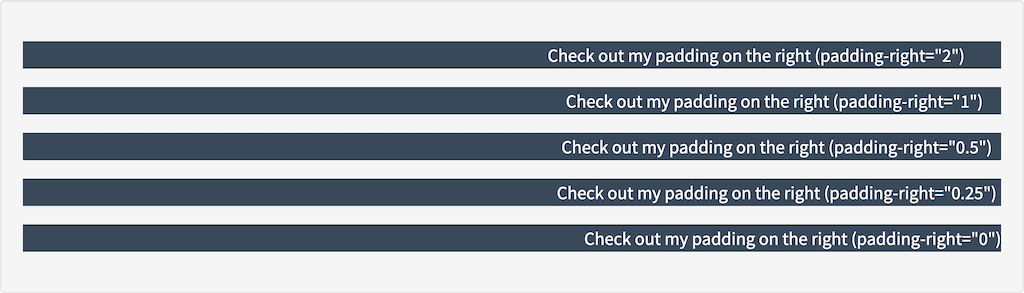 Check out my padding on the right (padding-right="2")
Check out my padding on the right (padding-right="1")
Check out my padding on the right (padding-right="0.5")
Check out my padding on the right (padding-right="0.25")
Check out my padding on the right (padding-right="0")